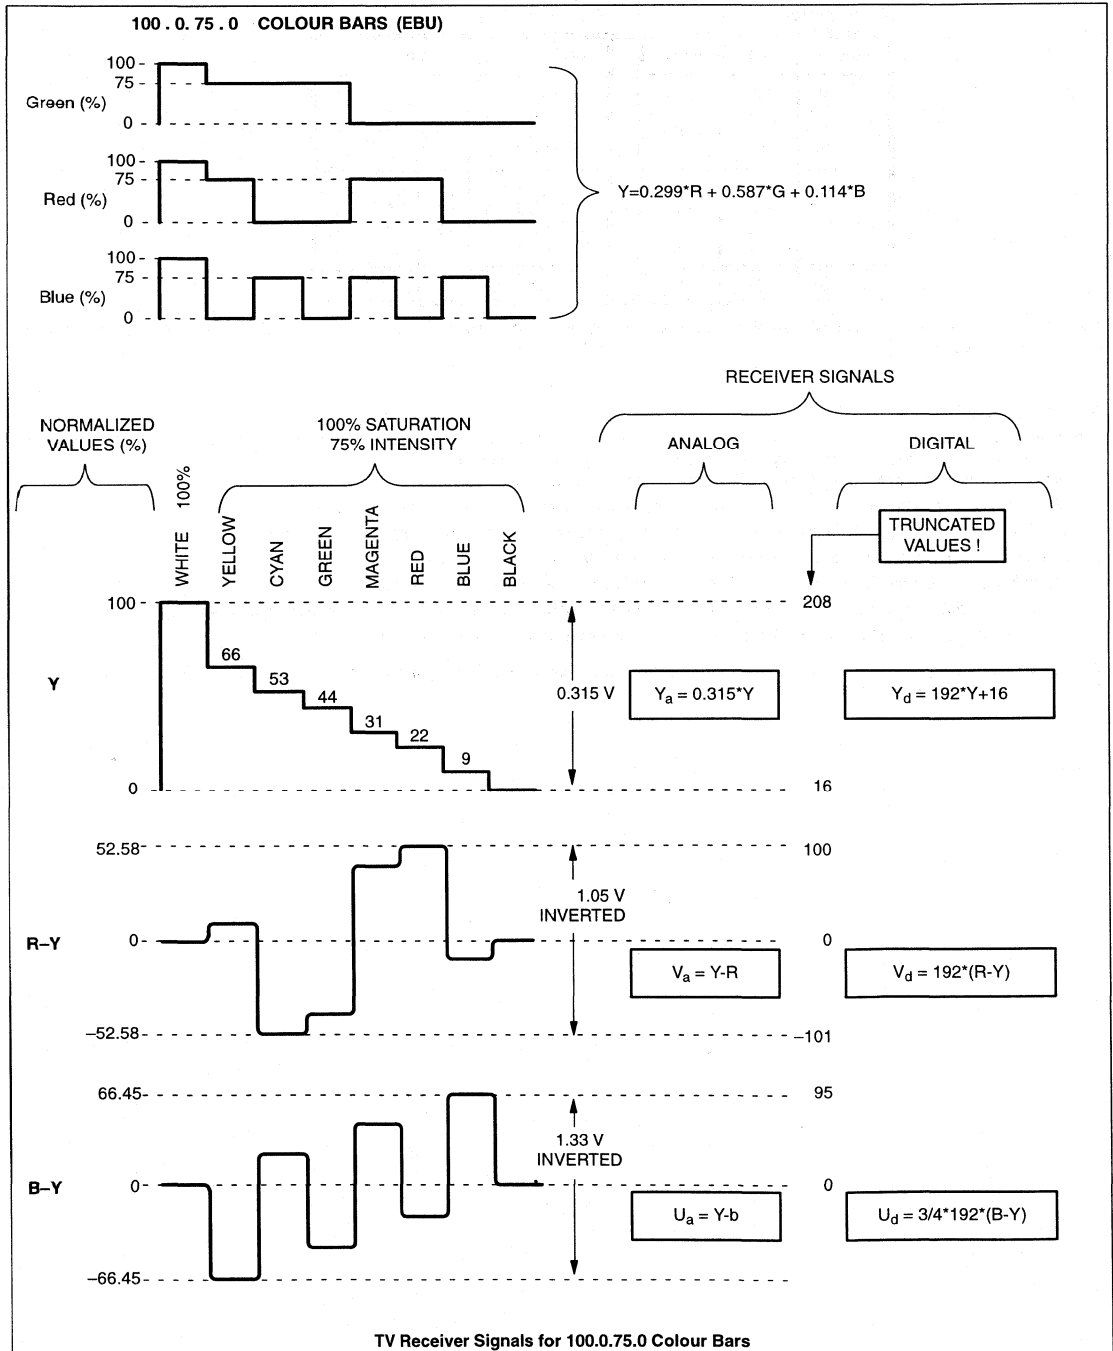 100 . 0. 75 . 0 COLOUR BARS (EBU)
100
75
Green (%)
0
100
75
Red (%)
0
Y=0.299*R + 0.587*G + 0.114*B
100
75
Blue (%)
0
RECEIVER SIGNALS
NORMALIZED
VALUES (%)
100% SATURATION
75% INTENSITY
ANALOG
DIGITAL
WHITE 100%
YELLOW
CYAN
GREEN
MAGENTA
RED
BLUE
BLACK
TRUNCATED
VALUES !
100
208
Y
66
53
44
31
22
9
0.315 V
Ya = 0.315*Y
Yd = 192*Y+16
0
16
52.58
100
1.05 V
INVERTED
R–Y
0
0
Va = Y-R
Vd = 192*(R-Y)
–52.58
–101
66.45
95
1.33 V
INVERTED
B–Y
0
0
Ua = Y-b
Ud = 3/4*192*(B-Y)
–66.45
TV Receiver Signals for 100.0.75.0 Colour Bars